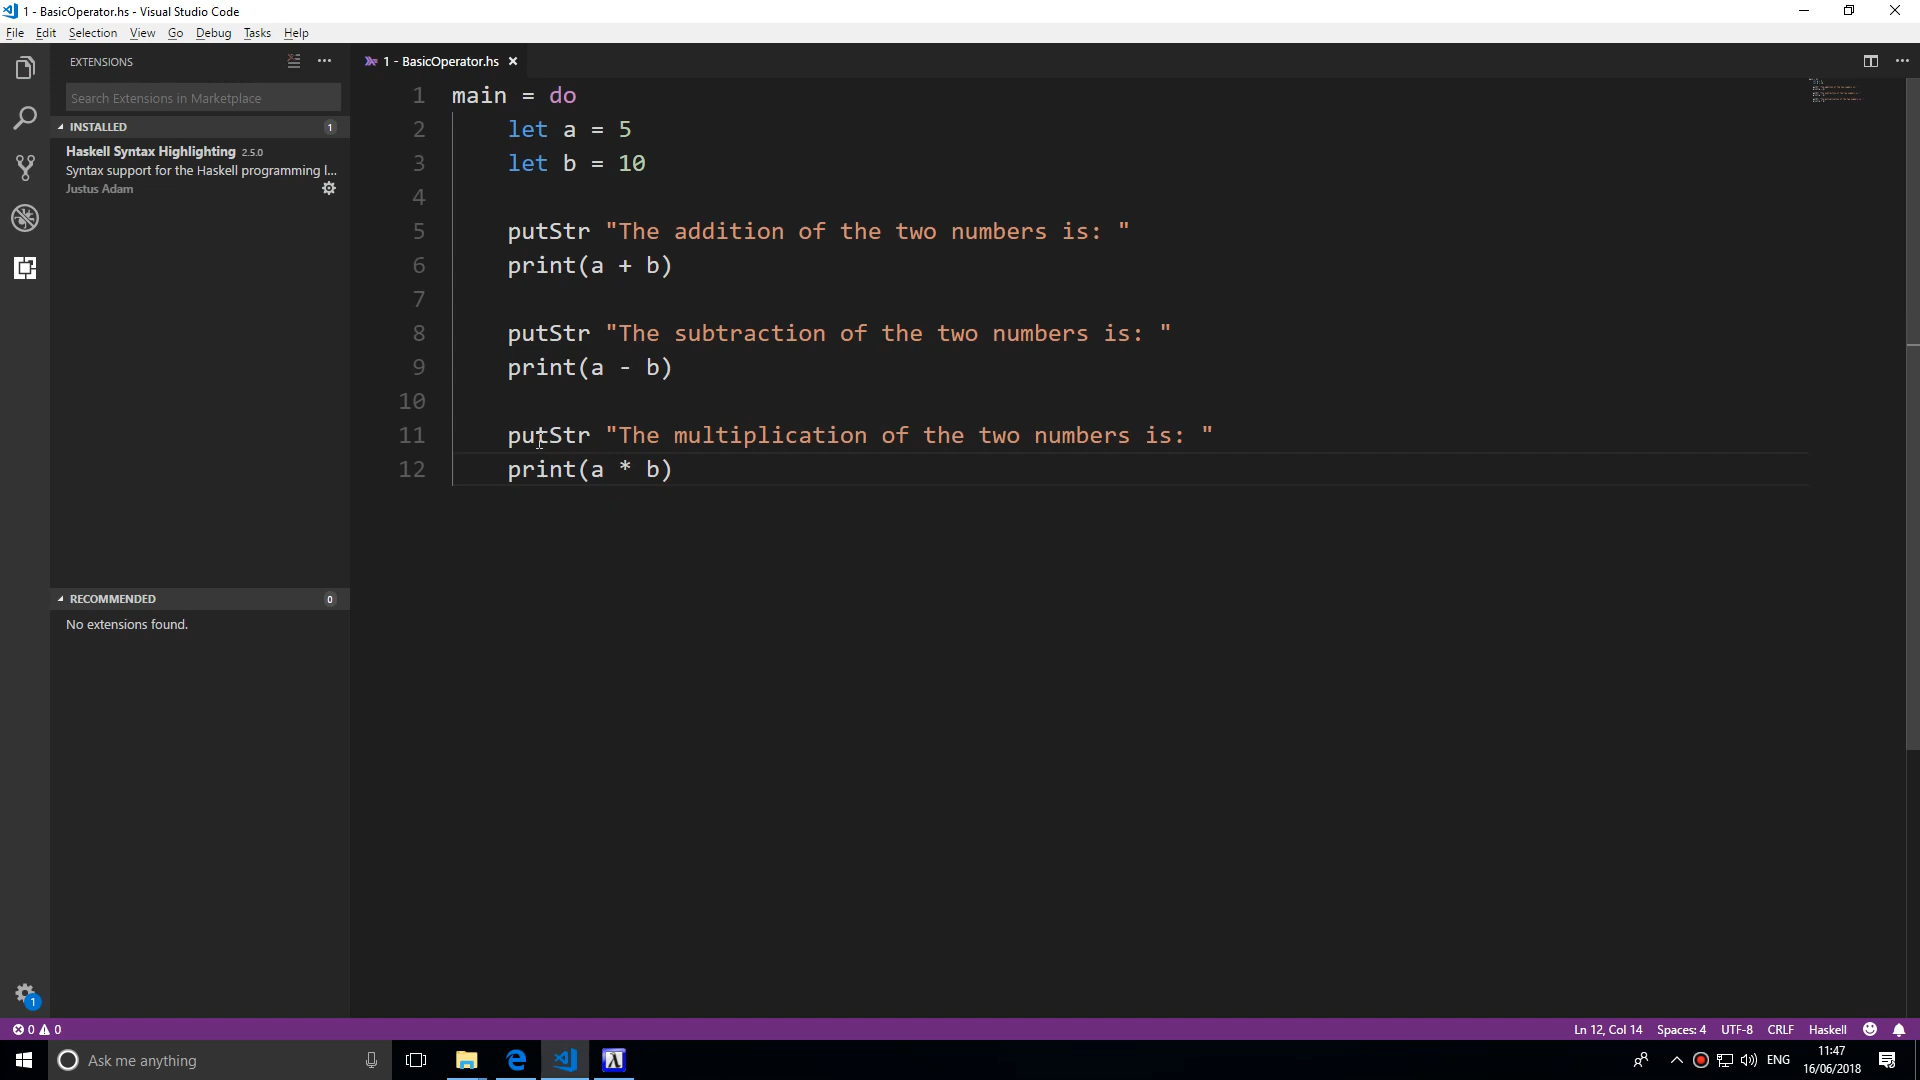 1 - BasicOperator.hs - Visual Studio Code
File Edit Selection View Go Debug Tasks Help
EXTENSIONS
1 - BasicOperator.hs
Search Extensions in Marketplace
INSTALLED 1
Haskell Syntax Highlighting 2.5.0
Syntax support for the Haskell programming l...
Justus Adam
RECOMMENDED 0
No extensions found.
1 main = do
2 let a = 5
3 let b = 10
4
5 putStr "The addition of the two numbers is: "
6 print(a + b)
7
8 putStr "The subtraction of the two numbers is: "
9 print(a - b)
10
11 putStr "The multiplication of the two numbers is: "
12 print(a * b)
1
0 0
Ln 12, Col 14 Spaces: 4 UTF-8 CRLF Haskell
Ask me anything
ENG
11:47
16/06/2018